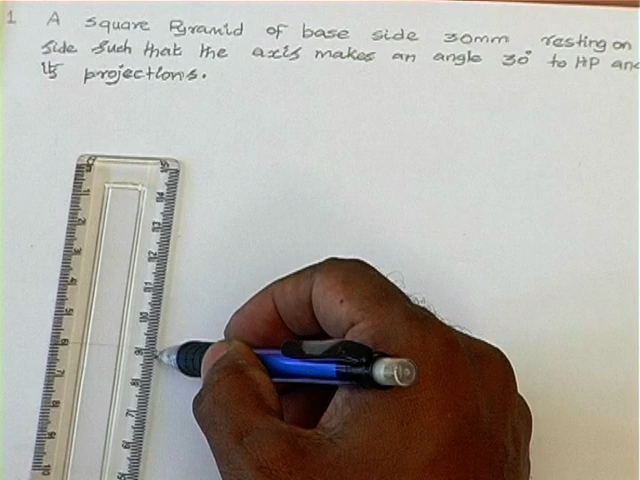 1 A square Pyramid of base side 30mm resting on
side such that the axis makes an angle 30° to HP and
its projections.